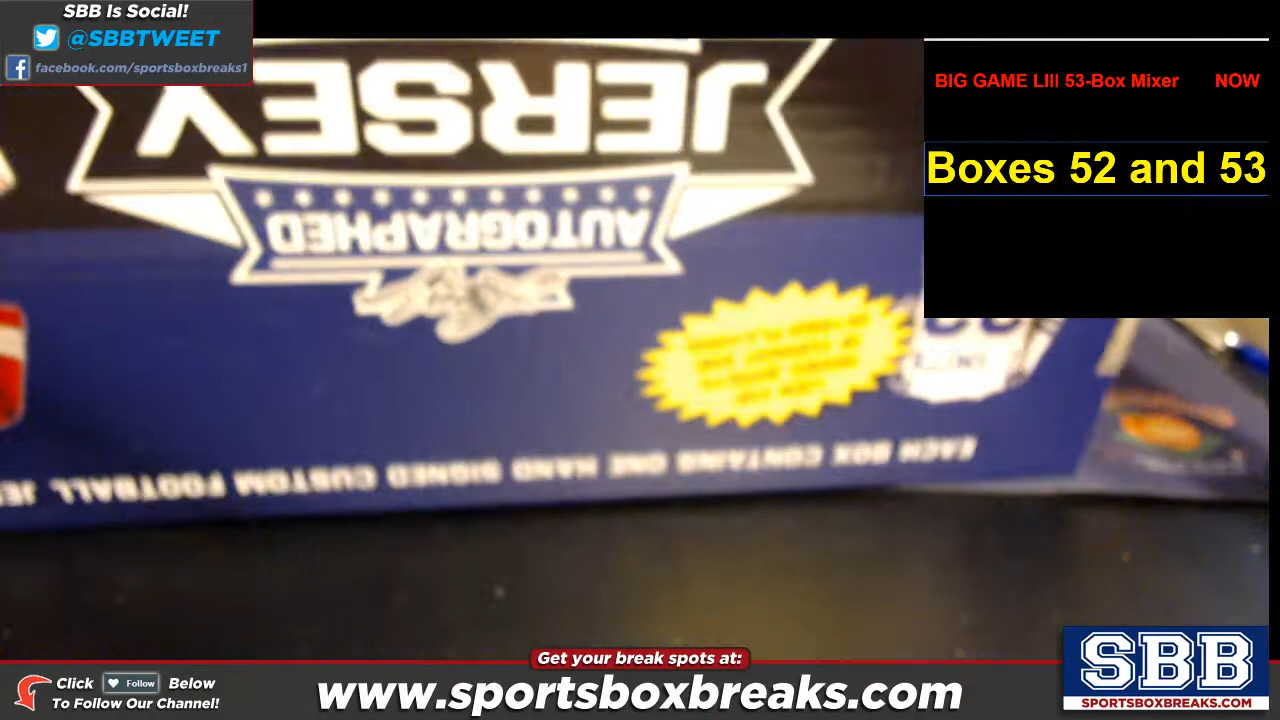 SBB Is Social!
@SBBTWEET
facebook.com/sportsboxbreaks1
BIG GAME LIII 53-Box Mixer NOW
Boxes 52 and 53
JERSEY
AUTOGRAPHED
EACH BOX CONTAINS ONE HAND SIGNED CUSTOM FOOTBALL JE
Get your break spots at:
Click Follow Below
To Follow Our Channel!
www.sportsboxbreaks.com
SBB
SPORTSBOXBREAKS.COM